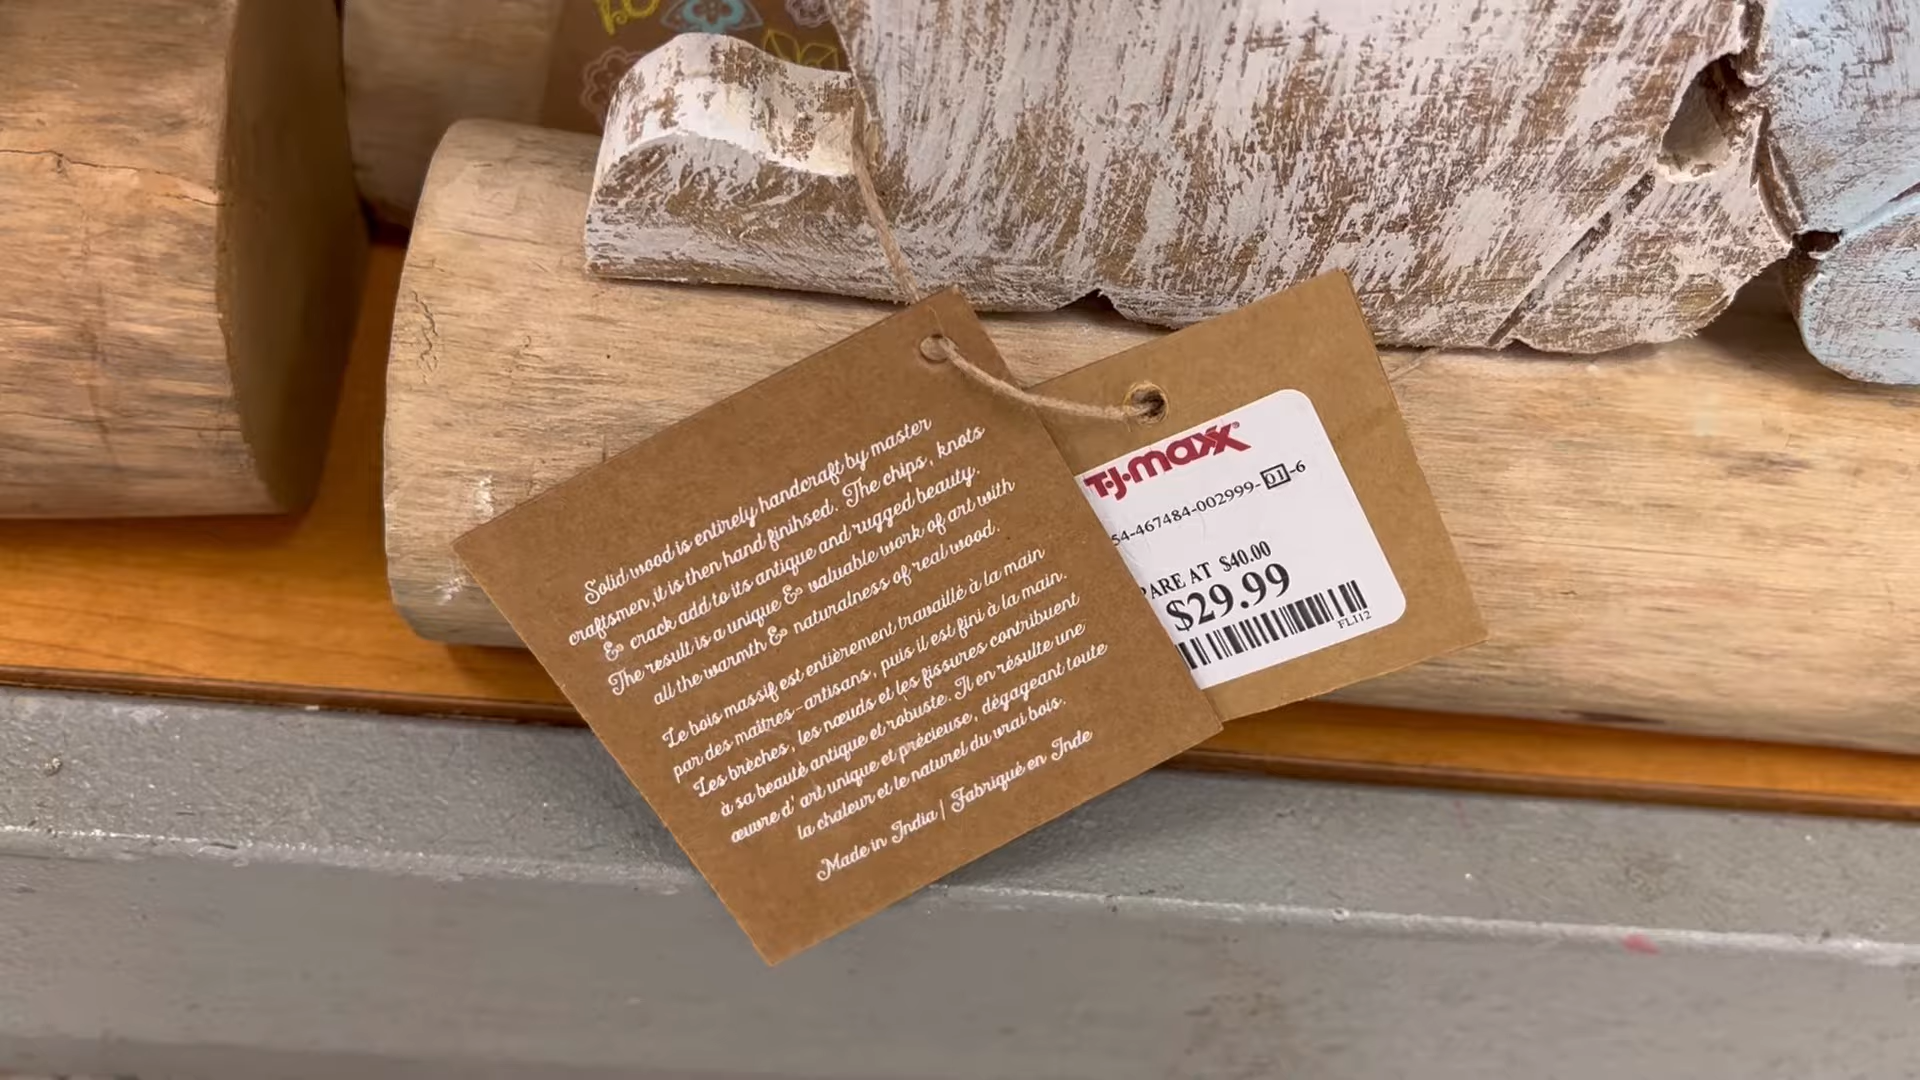 Solid wood is entirely handcraft by master
craftsmen, it is then hand finihsed. The chips, knots
& crack add to its antique and rugged beauty.
The result is a unique & valuable work of art with
all the warmth & naturalness of real wood.
Le bois massif est entièrement travaillé à la main
par des maîtres-artisans, puis il est fini à la main.
Les brèches, les nœuds et les fissures contribuent
à sa beauté antique et robuste. Il en résulte une
œuvre d' art unique et précieuse, dégageant toute
la chaleur et le naturel du vrai bois.
Made in India | Fabriqué en Inde
T·J·maxx
54-467484-002999-01-6
PARE AT $40.00
$29.99
FL112